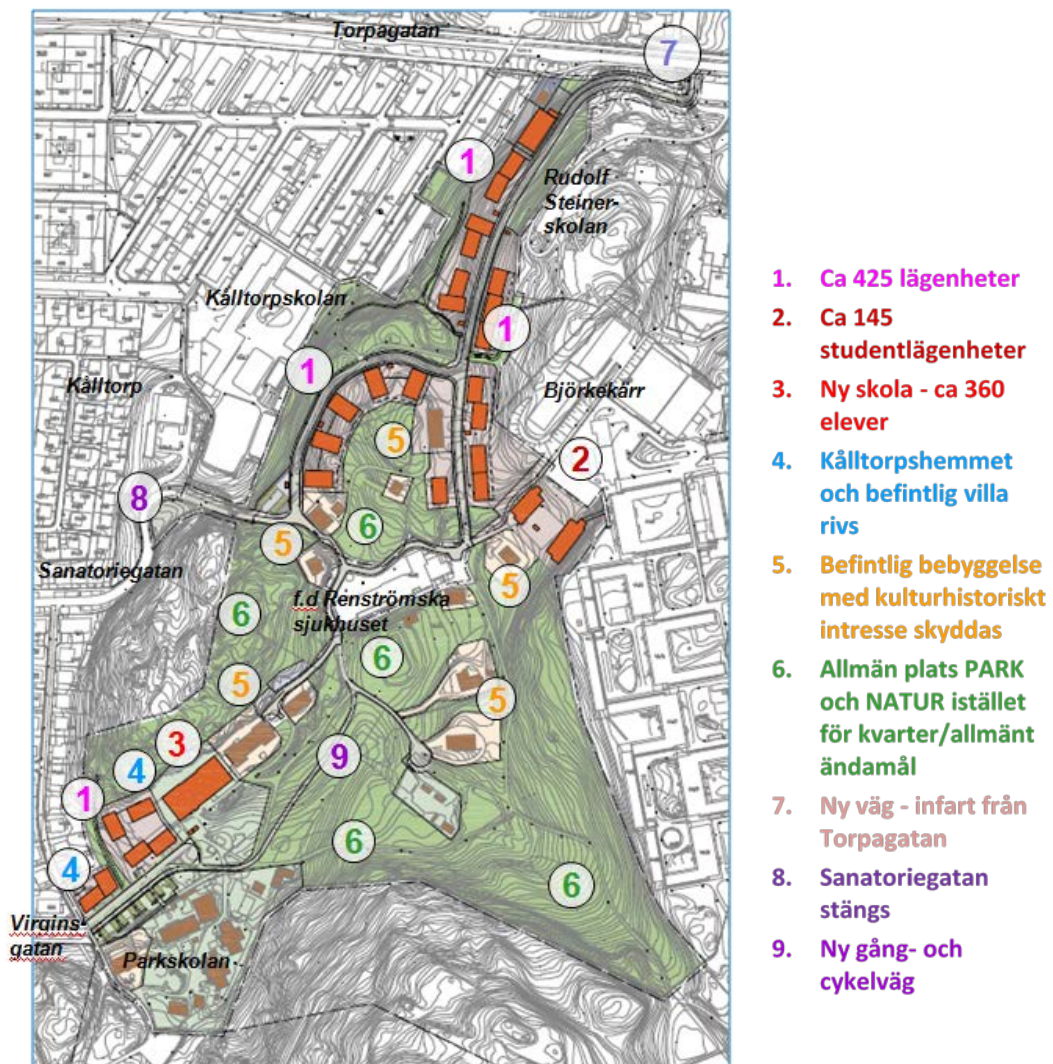 Torpagatan
7
1
Rudolf
Steiner-
skolan
Kålltorpskolan
1
1
Kålltorp
Björkekärr
5
2
8
6
5
Sanatoriegatan
5
f.d Renströmska
sjukhuset
6
6
5
5
3
9
4
1
6
4
6
Virgins-
gatan
Parkskolan
1. Ca 425 lägenheter
2. Ca 145
studentlägenheter
3. Ny skola - ca 360
elever
4. Kålltorpshemmet
och befintlig villa
rivs
5. Befintlig bebyggelse
med kulturhistoriskt
intresse skyddas
6. Allmän plats PARK
och NATUR istället
för kvarter/allmänt
ändamål
7. Ny väg - infart från
Torpagatan
8. Sanatoriegatan
stängs
9. Ny gång- och
cykelväg